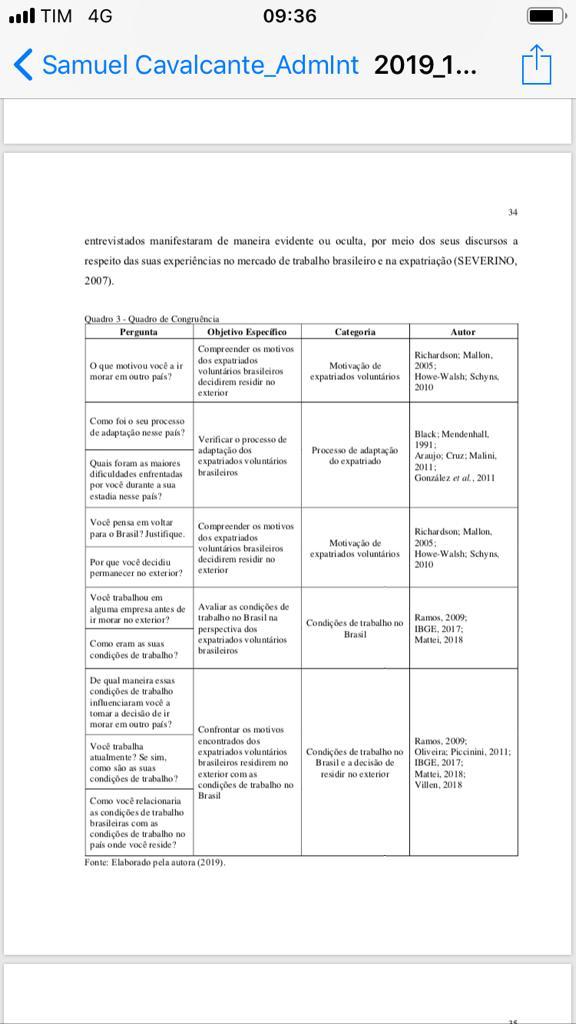 TIM 4G
09:36
Samuel Cavalcante_AdmInt 2019_1...
34
entrevistados manifestaram de maneira evidente ou oculta, por meio dos seus discursos a
respeito das suas experiências no mercado de trabalho brasileiro e na expatriação (SEVERINO,
2007).
Quadro 3 - Quadro de Congruência
Pergunta
Objetivo Específico
Categoria
Autor
O que motivou você a ir
morar em outro país?
Compreender os motivos
dos expatriados
voluntários brasileiros
decidirem residir no
exterior
Motivação de
expatriados voluntários
Richardson; Mallon,
2005;
Howe-Walsh; Schyns,
2010
Como foi o seu processo
de adaptação nesse país?
Quais foram as maiores
dificuldades enfrentadas
por você durante a sua
estadia nesse país?
Verificar o processo de
adaptação dos
expatriados voluntários
brasileiros
Processo de adaptação
do expatriado
Black; Mendenhall,
1991;
Araujo; Cruz; Malini,
2011;
González et al., 2011
Você pensa em voltar
para o Brasil? Justifique.
Por que você decidiu
permanecer no exterior?
Compreender os motivos
dos expatriados
voluntários brasileiros
decidirem residir no
exterior
Motivação de
expatriados voluntários
Richardson; Mallon,
2005;
Howe-Walsh; Schyns,
2010
Você trabalhou em
alguma empresa antes de
ir morar no exterior?
Como eram as suas
condições de trabalho?
Avaliar as condições de
trabalho no Brasil na
perspectiva dos
expatriados voluntários
brasileiros
Condições de trabalho no
Brasil
Ramos, 2009;
IBGE, 2017;
Mattei, 2018
De qual maneira essas
condições de trabalho
influenciaram você a
tomar a decisão de ir
morar em outro país?
Você trabalha
atualmente? Se sim,
como são as suas
condições de trabalho?
Como você relacionaria
as condições de trabalho
brasileiras com as
condições de trabalho no
país onde você reside?
Confrontar os motivos
encontrados dos
expatriados voluntários
brasileiros residirem no
exterior com as
condições de trabalho no
Brasil
Condições de trabalho no
Brasil e a decisão de
residir no exterior
Ramos, 2009;
Oliveira; Piccinini, 2011;
IBGE, 2017;
Mattei, 2018;
Villen, 2018
Fonte: Elaborado pela autora (2019).